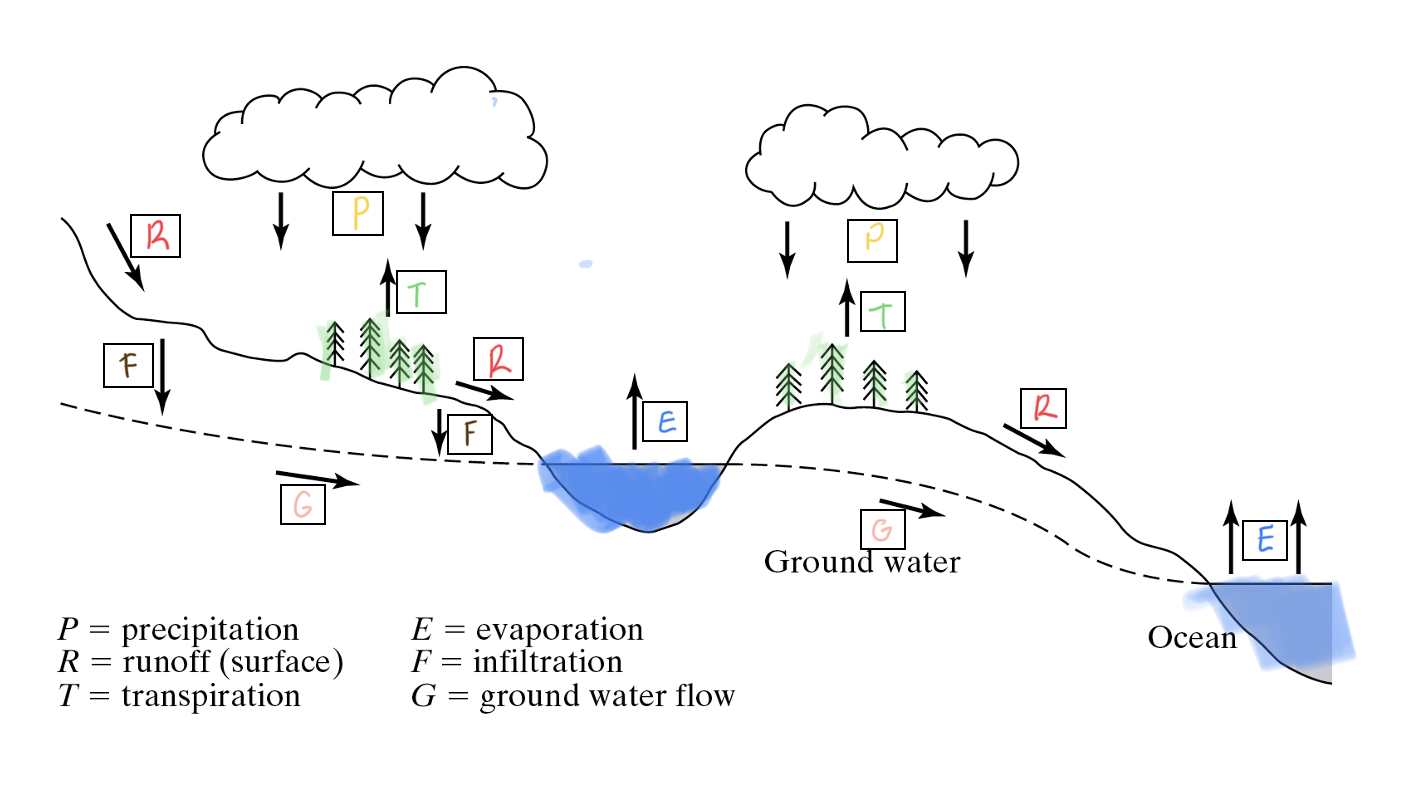 P
R
P
T
T
F
R
R
F
E
G
G
Ground water
E
P = precipitation
E = evaporation
R = runoff (surface)
F = infiltration
Ocean
T = transpiration
G = ground water flow